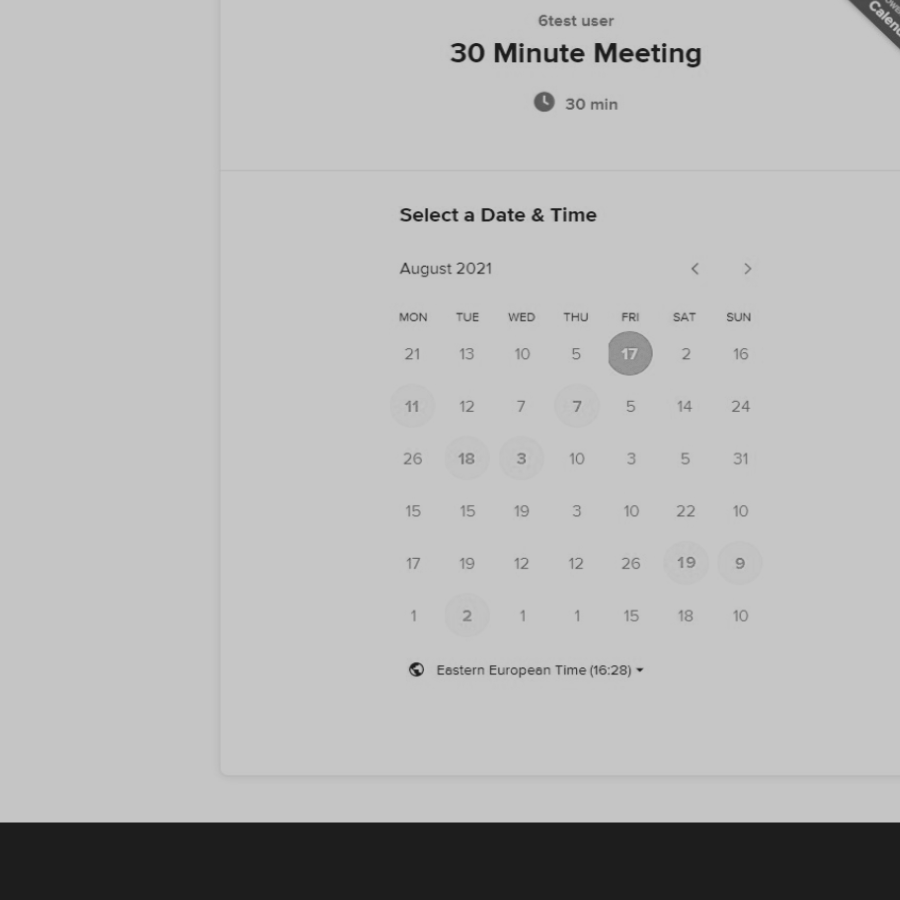 6test user
30 Minute Meeting
30 min
Select a Date & Time
August 2021
MON TUE WED THU FRI SAT SUN
21 13 10 5 17 2 16
11 12 7 7 5 14 24
26 18 3 10 3 5 31
15 15 19 3 10 22 10
17 19 12 12 26 19 9
1 2 1 1 15 18 10
Eastern European Time (16:28)